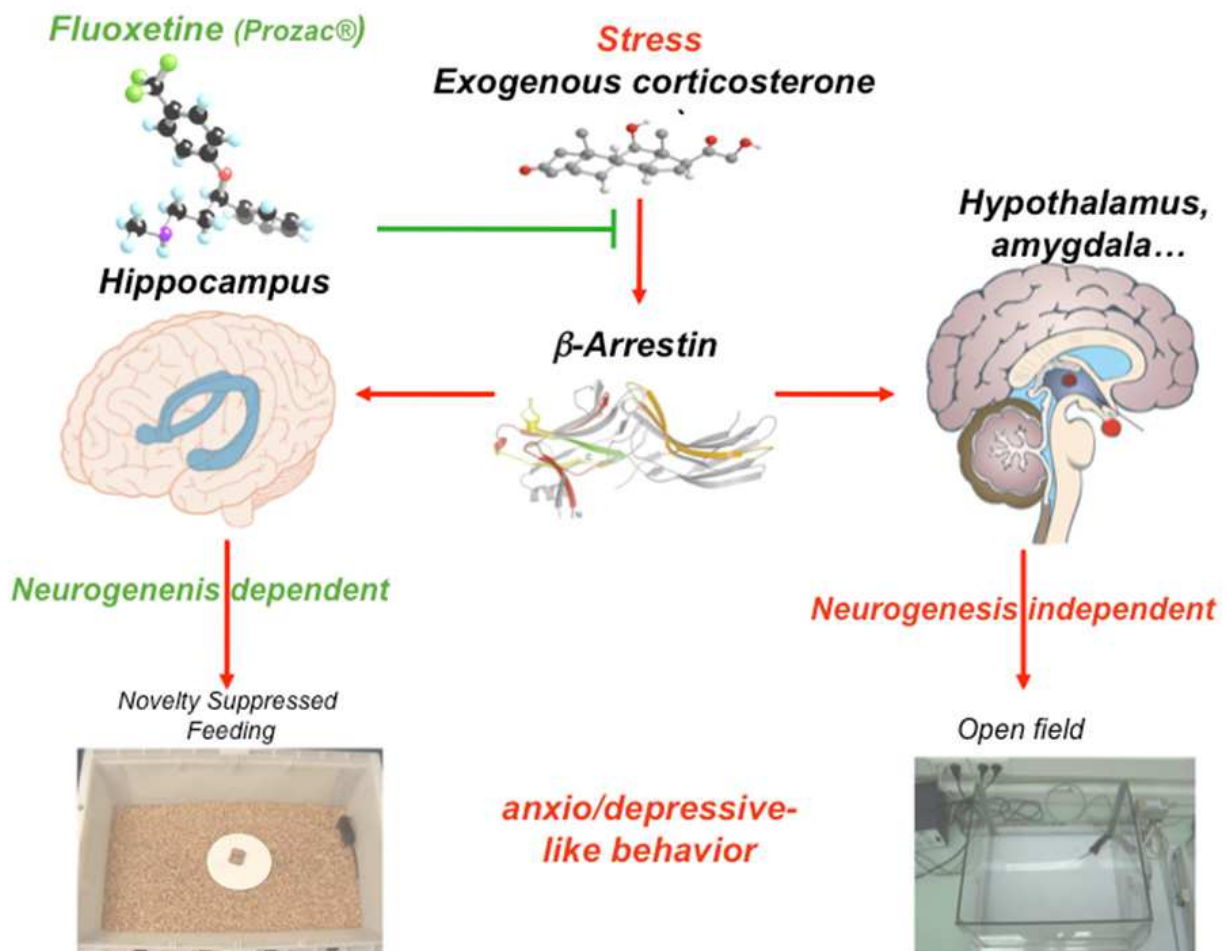 Fluoxetine (Prozac®)
Stress
Exogenous corticosterone
Hippocampus
Hypothalamus,
amygdala…
β-Arrestin
C
N
Neurogenenis dependent
Neurogenesis independent
Novelty Suppressed
Feeding
Open field
anxio/depressive-
like behavior